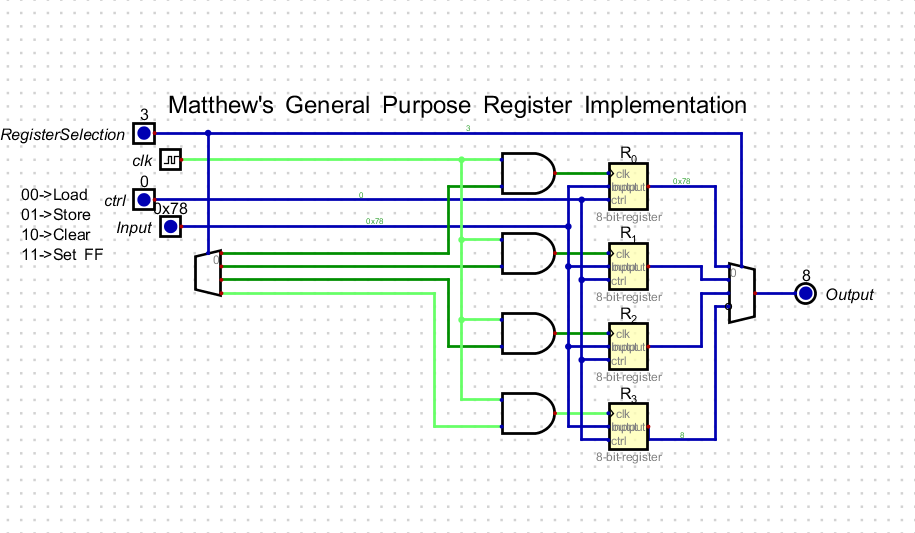 Matthew's General Purpose Register Implementation
3
RegisterSelection
3
clk
0
ctrl
0
0x78
Input
0x78
00->Load
01->Store
10->Clear
11->Set FF
0
R0
clk
ctrl
8-bit-register
0x78
R1
clk
ctrl
8-bit-register
R2
clk
ctrl
8-bit-register
R3
clk
ctrl
8-bit-register
8
0
8
Output